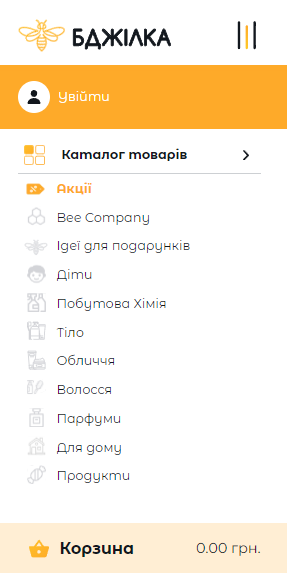 БДЖІЛКА
Увійти
Каталог товарів
Акції
Bee Company
Ідеї для подарунків
Діти
Побутова Хімія
Тіло
Обличчя
Волосся
Парфуми
Для дому
Продукти
Корзина 0.00 грн.